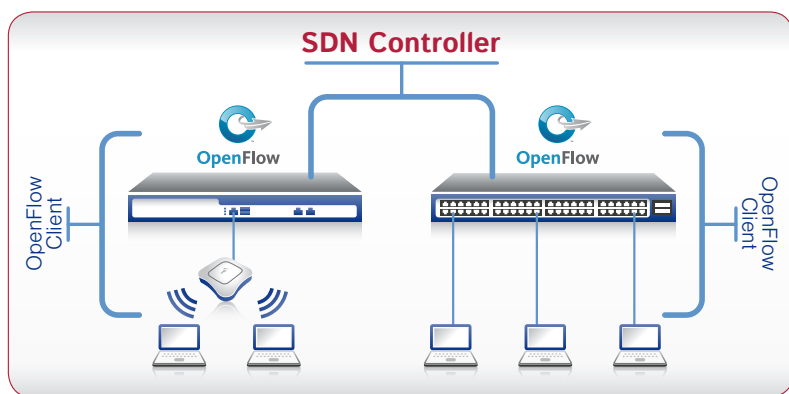 SDN Controller
OpenFlow
OpenFlow
OpenFlow
Client
OpenFlow
Client